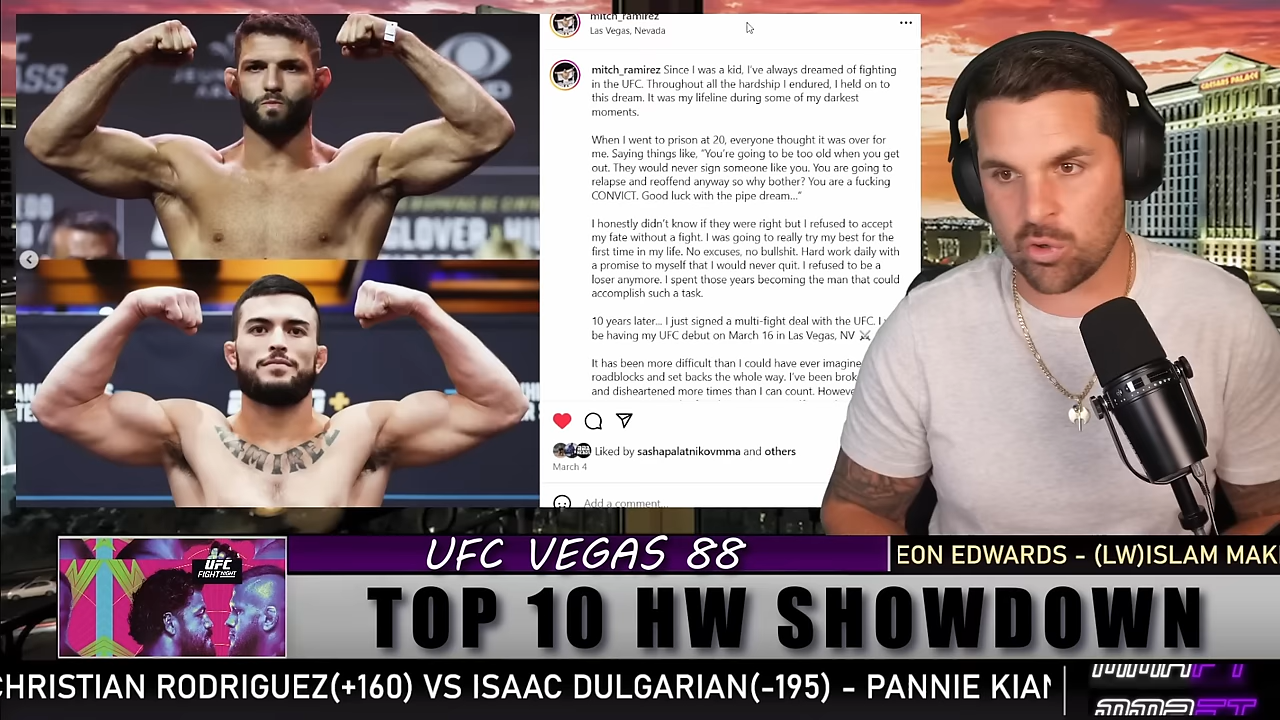 mitch_ramirez
Las Vegas, Nevada
mitch_ramirez Since I was a kid, I've always dreamed of fighting
in the UFC. Throughout all the hardship I endured, I held on to
this dream. It was my lifeline during some of my darkest
moments.
When I went to prison at 20, everyone thought it was over for
me. Saying things like, "You're going to be too old when you get
out. They would never sign someone like you. You are going to
relapse and reoffend anyway so why bother? You are a fucking
CONVICT. Good luck with the pipe dream..."
I honestly didn't know if they were right but I refused to accept
my fate without a fight. I was going to really try my best for the
first time in my life. No excuses, no bullshit. Hard work daily with
a promise to myself that I would never quit. I refused to be a
loser anymore. I spent those years becoming the man that could
accomplish such a task.
10 years later... I just signed a multi-fight deal with the UFC. I
be having my UFC debut on March 16 in Las Vegas, NV ⚔
It has been more difficult than I could have ever imagine
roadblocks and set backs the whole way. I've been brok
and disheartened more times than I can count. Howeve
Liked by sashapalatnikovmma and others
March 4
Add a comment...
GLOVER
RAMIREZ
CAESARS PALACE
UFC
FIGHT NIGHT
UFC VEGAS 88
EON EDWARDS - (LW)ISLAM MAK
TOP 10 HW SHOWDOWN
CHRISTIAN RODRIGUEZ(+160) VS ISAAC DULGARIAN(-195) - PANNIE KIAN